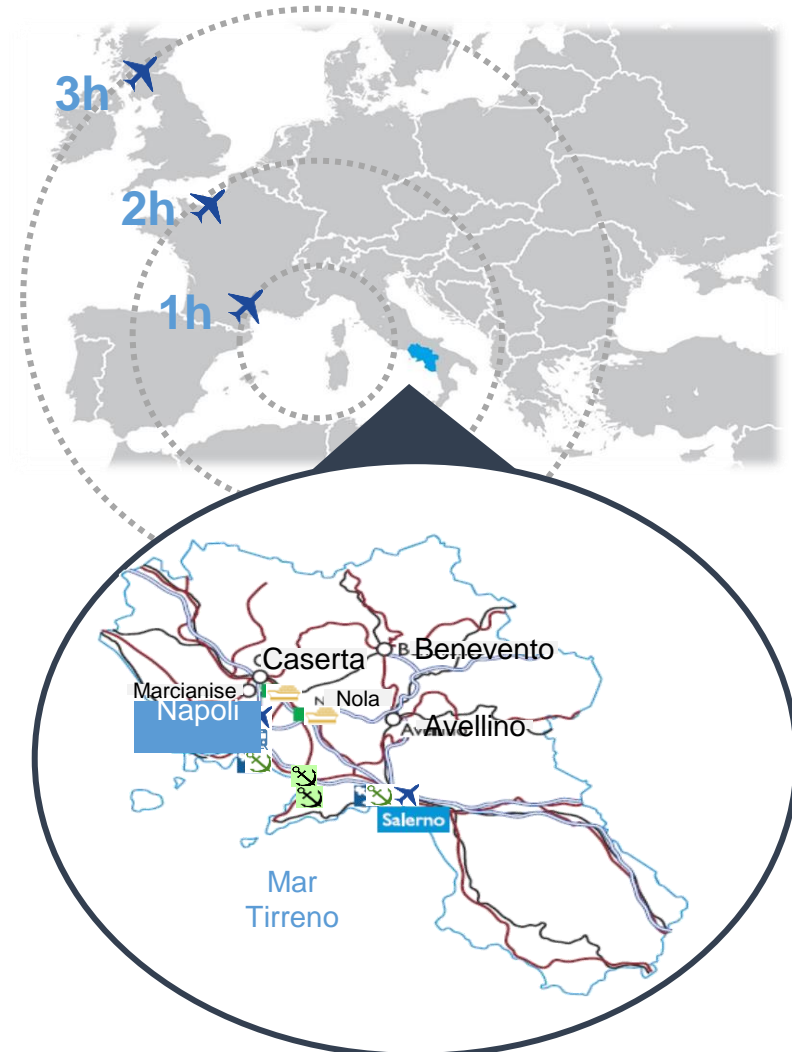 3h
2h
1h
Benevento
Caserta
Marcianise
Nola
Napoli
Avellino
Salerno
Mar
Tirreno